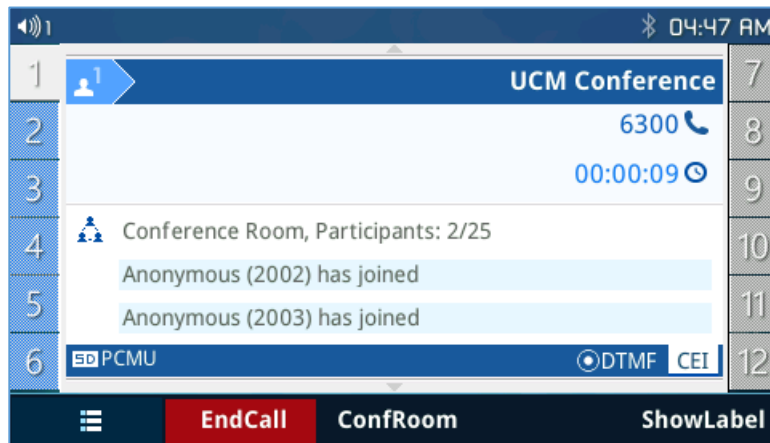 1 04:47 AM
1 1 UCM Conference 7
2 6300 8
3 00:00:09 9
4 Conference Room, Participants: 2/25 10
Anonymous (2002) has joined
5 Anonymous (2003) has joined 11
6 SD PCMU DTMF CEI 12
EndCall ConfRoom ShowLabel